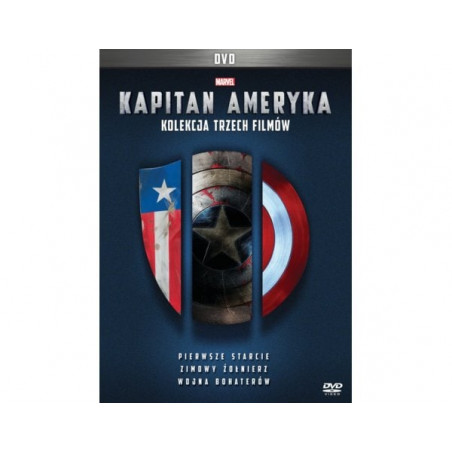 DVD
MARVEL
KAPITAN AMERYKA
KOLEKCJA TRZECH FILMÓW
PIERWSZE STARCIE
ZIMOWY ŻOŁNIERZ
WOJNA BOHATERÓW
DVD
VIDEO